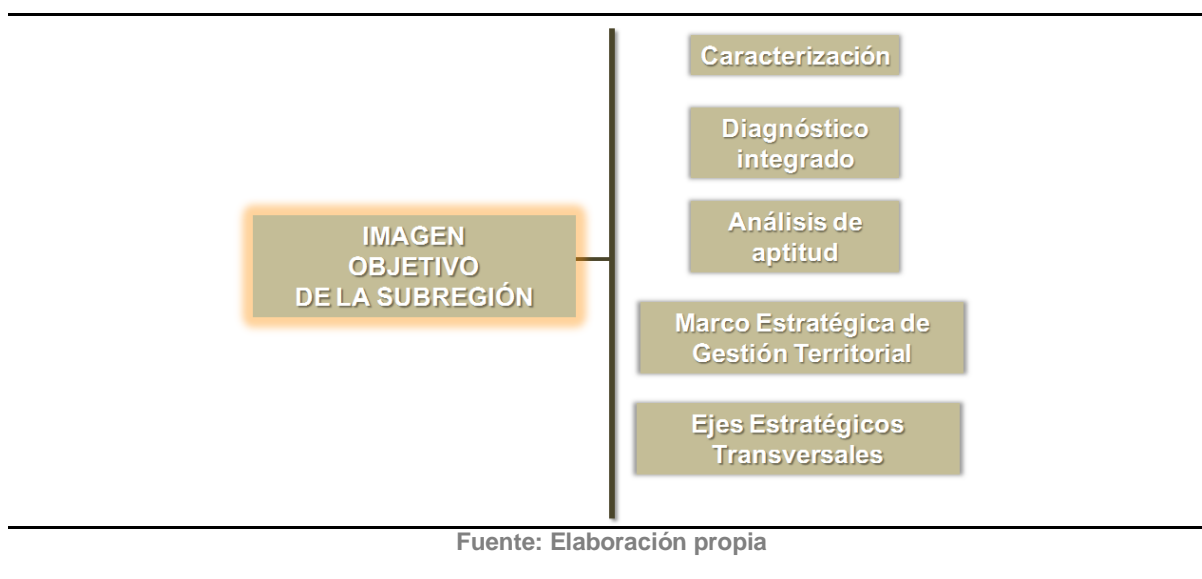 IMAGEN
OBJETIVO
DE LA SUBREGIÓN
Caracterización
Diagnóstico
integrado
Análisis de
aptitud
Marco Estratégica de
Gestión Territorial
Ejes Estratégicos
Transversales
Fuente: Elaboración propia